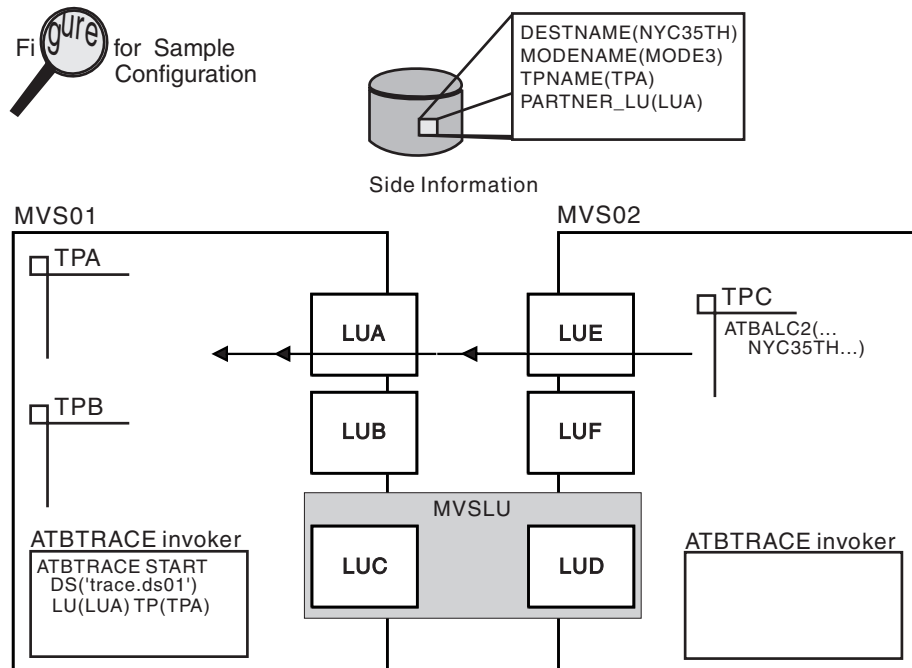 Figure for Sample
Configuration
DESTNAME(NYC35TH)
MODENAME(MODE3)
TPNAME(TPA)
PARTNER_LU(LUA)
Side Information
MVS01
MVS02
TPA
TPC
ATBALC2(...
NYC35TH...)
LUA
LUE
TPB
LUB
LUF
MVSLU
ATBTRACE invoker
ATBTRACE START
DS('trace.ds01')
LU(LUA) TP(TPA)
LUC
LUD
ATBTRACE invoker